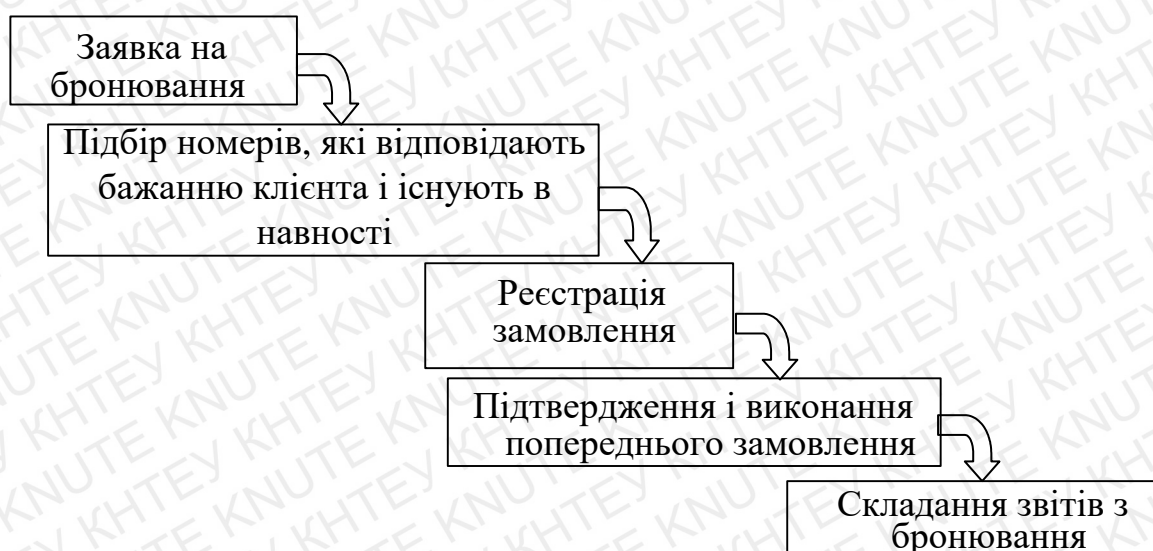 Заявка на
бронювання
Підбір номерів, які відповідають
бажанню клієнта і існують в
навності
Реєстрація
замовлення
Підтвердження і виконання
попереднього замовлення
Складання звітів з
бронювання